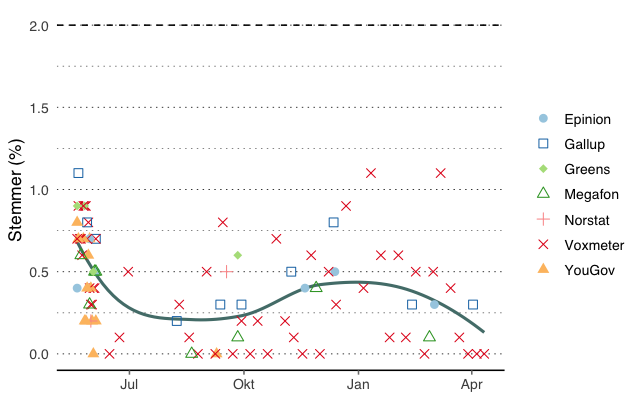 Stemmer (%)
2.0
1.5
1.0
0.5
0.0
Jul
Okt
Jan
Apr
Epinion
Gallup
Greens
Megafon
Norstat
Voxmeter
YouGov